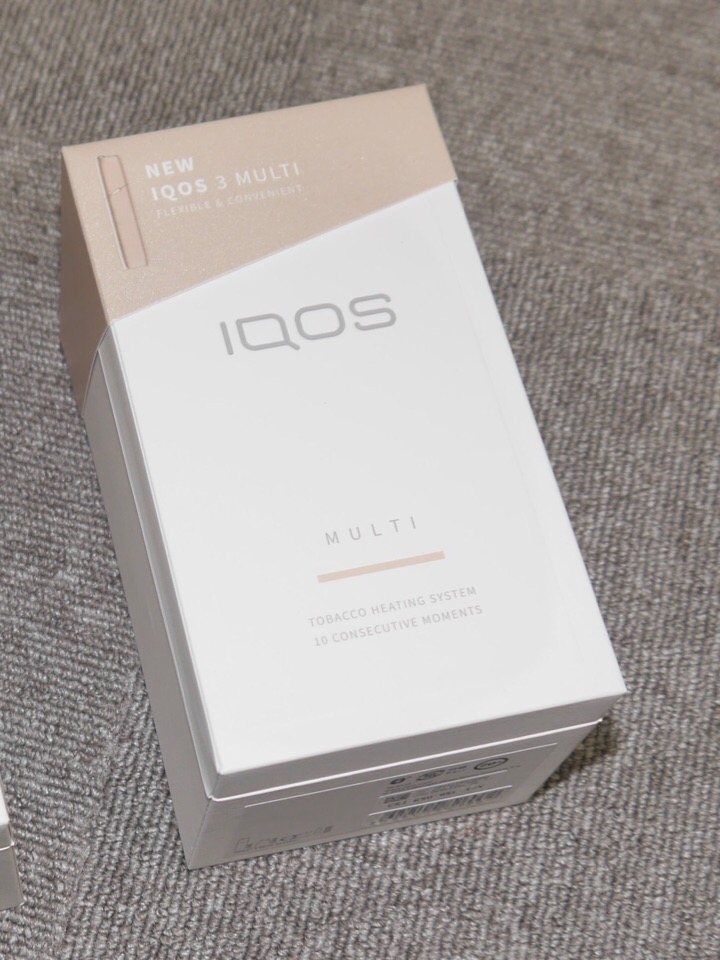 NEW
IQOS 3 MULTI
FLEXIBLE & CONVENIENT
IQOS
MULTI
TOBACCO HEATING SYSTEM
10 CONSECUTIVE MOMENTS